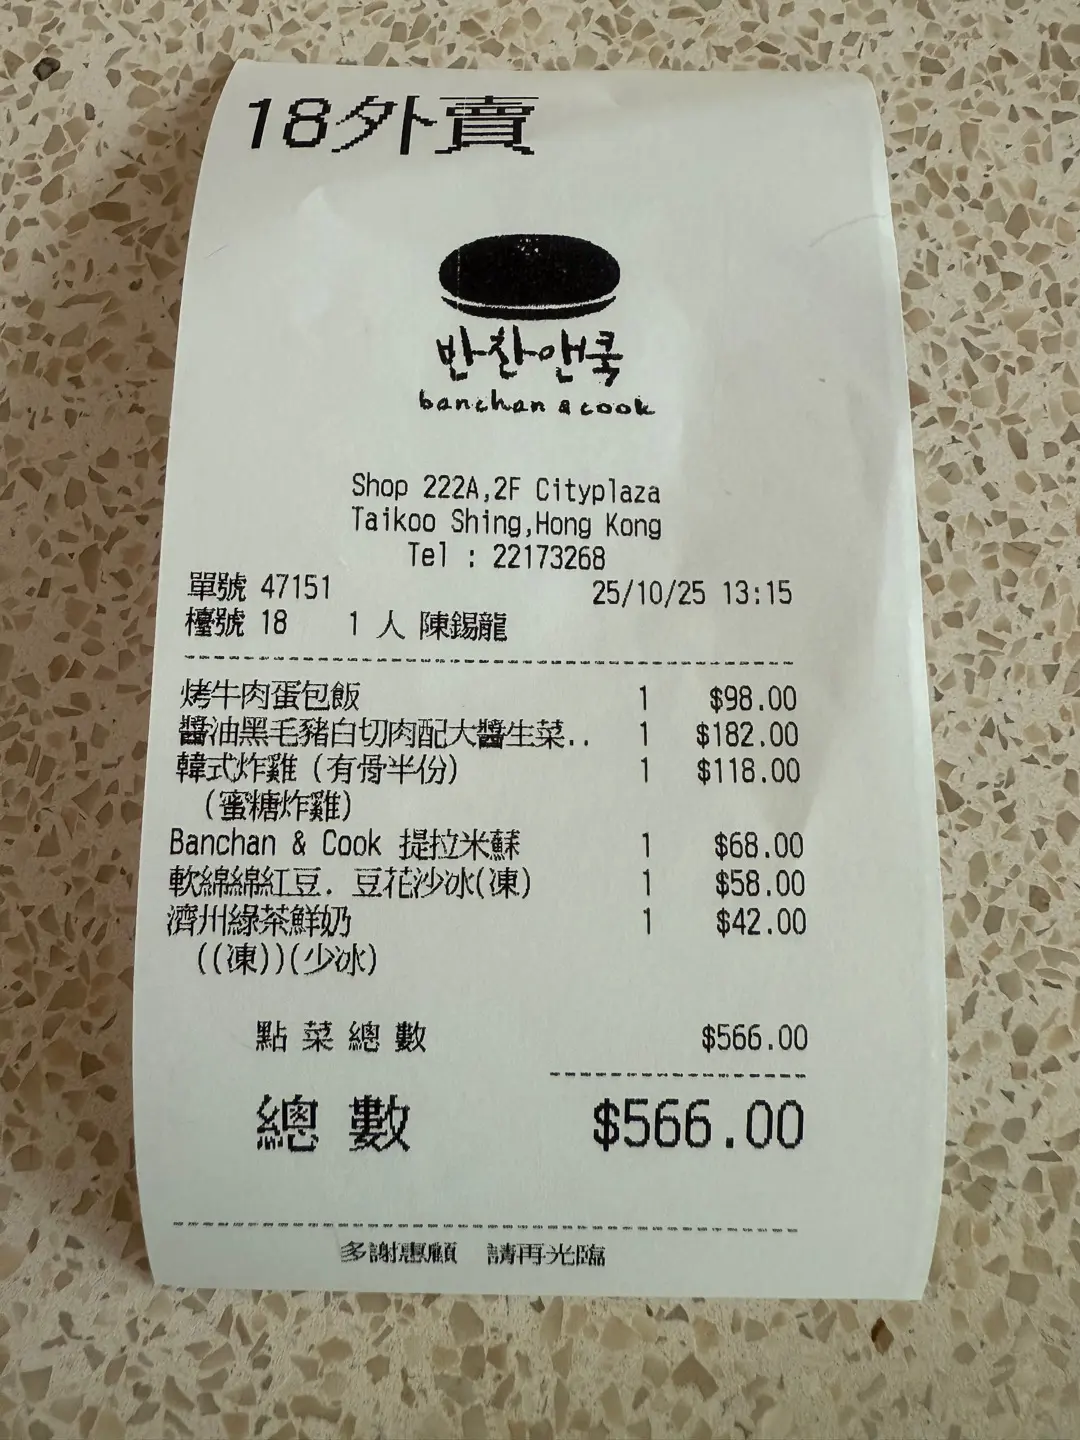 18外賣
반찬앤쿡
banchan & cook
Shop 222A,2F Cityplaza
Taikoo Shing,Hong Kong
Tel : 22173268
單號 47151 25/10/25 13:15
檯號 18 1 人 陳錫龍
烤牛肉蛋包飯 1 $98.00
醬油黑毛豬白切肉配大醬生菜.. 1 $182.00
韓式炸雞(有骨半份) 1 $118.00
(蜜糖炸雞)
Banchan & Cook 提拉米蘇 1 $68.00
軟綿綿紅豆. 豆花沙冰(凍) 1 $58.00
濟州綠茶鮮奶 1 $42.00
((凍))(少冰)
點菜總數 $566.00
總數 $566.00
多謝惠顧 請再光臨